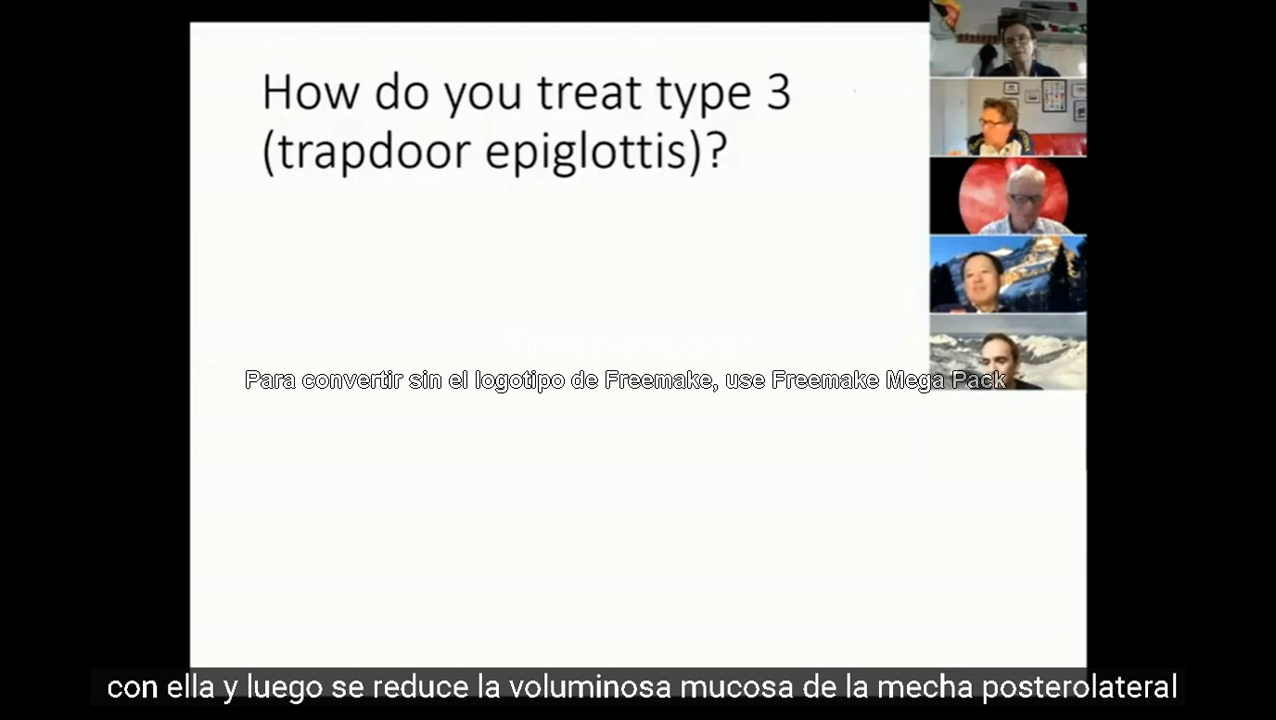 How do you treat type 3
(trapdoor epiglottis)?
Para convertir sin el logotipo de Freemake, use Freemake Mega Pack
con ella y luego se reduce la voluminosa mucosa de la mecha posterolateral